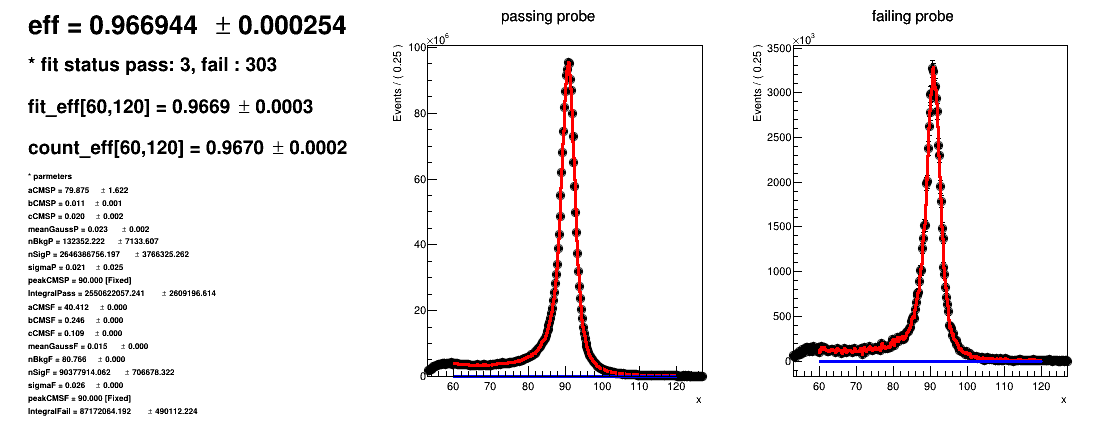 eff = 0.966944 ± 0.000254
* fit status pass: 3, fail : 303
fit_eff[60,120] = 0.9669 ± 0.0003
count_eff[60,120] = 0.9670 ± 0.0002
* parmeters
aCMSP = 79.875 ± 1.622
bCMSP = 0.011 ± 0.001
cCMSP = 0.020 ± 0.002
meanGaussP = 0.023 ± 0.002
nBkgP = 132352.222 ± 7133.607
nSigP = 2646386756.197 ± 3766325.262
sigmaP = 0.021 ± 0.025
peakCMSP = 90.000 [Fixed]
IntegralPass = 2550622057.241 ± 2609196.614
aCMSF = 40.412 ± 0.000
bCMSF = 0.246 ± 0.000
cCMSF = 0.109 ± 0.000
meanGaussF = 0.015 ± 0.000
nBkgF = 80.766 ± 0.000
nSigF = 90377914.062 ± 706678.322
sigmaF = 0.026 ± 0.000
peakCMSF = 90.000 [Fixed]
IntegralFail = 87172064.192 ± 490112.224
passing probe
×10⁶
Events / ( 0.25 )
100
80
60
40
20
0
60 70 80 90 100 110 120
x
failing probe
×10³
Events / ( 0.25 )
3500
3000
2500
2000
1500
1000
500
0
60 70 80 90 100 110 120
x